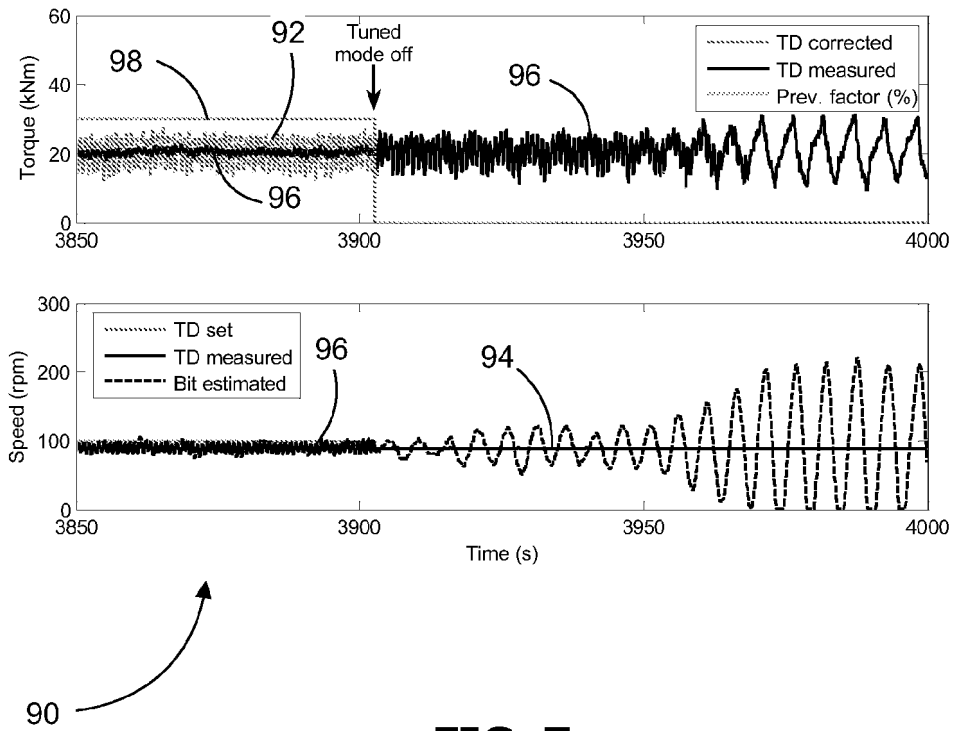 60
40
20
0
Torque (kNm)
98
92
Tuned
mode off
96
96
TD corrected
TD measured
Prev. factor (%)
3850
3900
3950
4000
300
200
100
0
Speed (rpm)
TD set
TD measured
Bit estimated
96
94
3850
3900
3950
4000
Time (s)
90